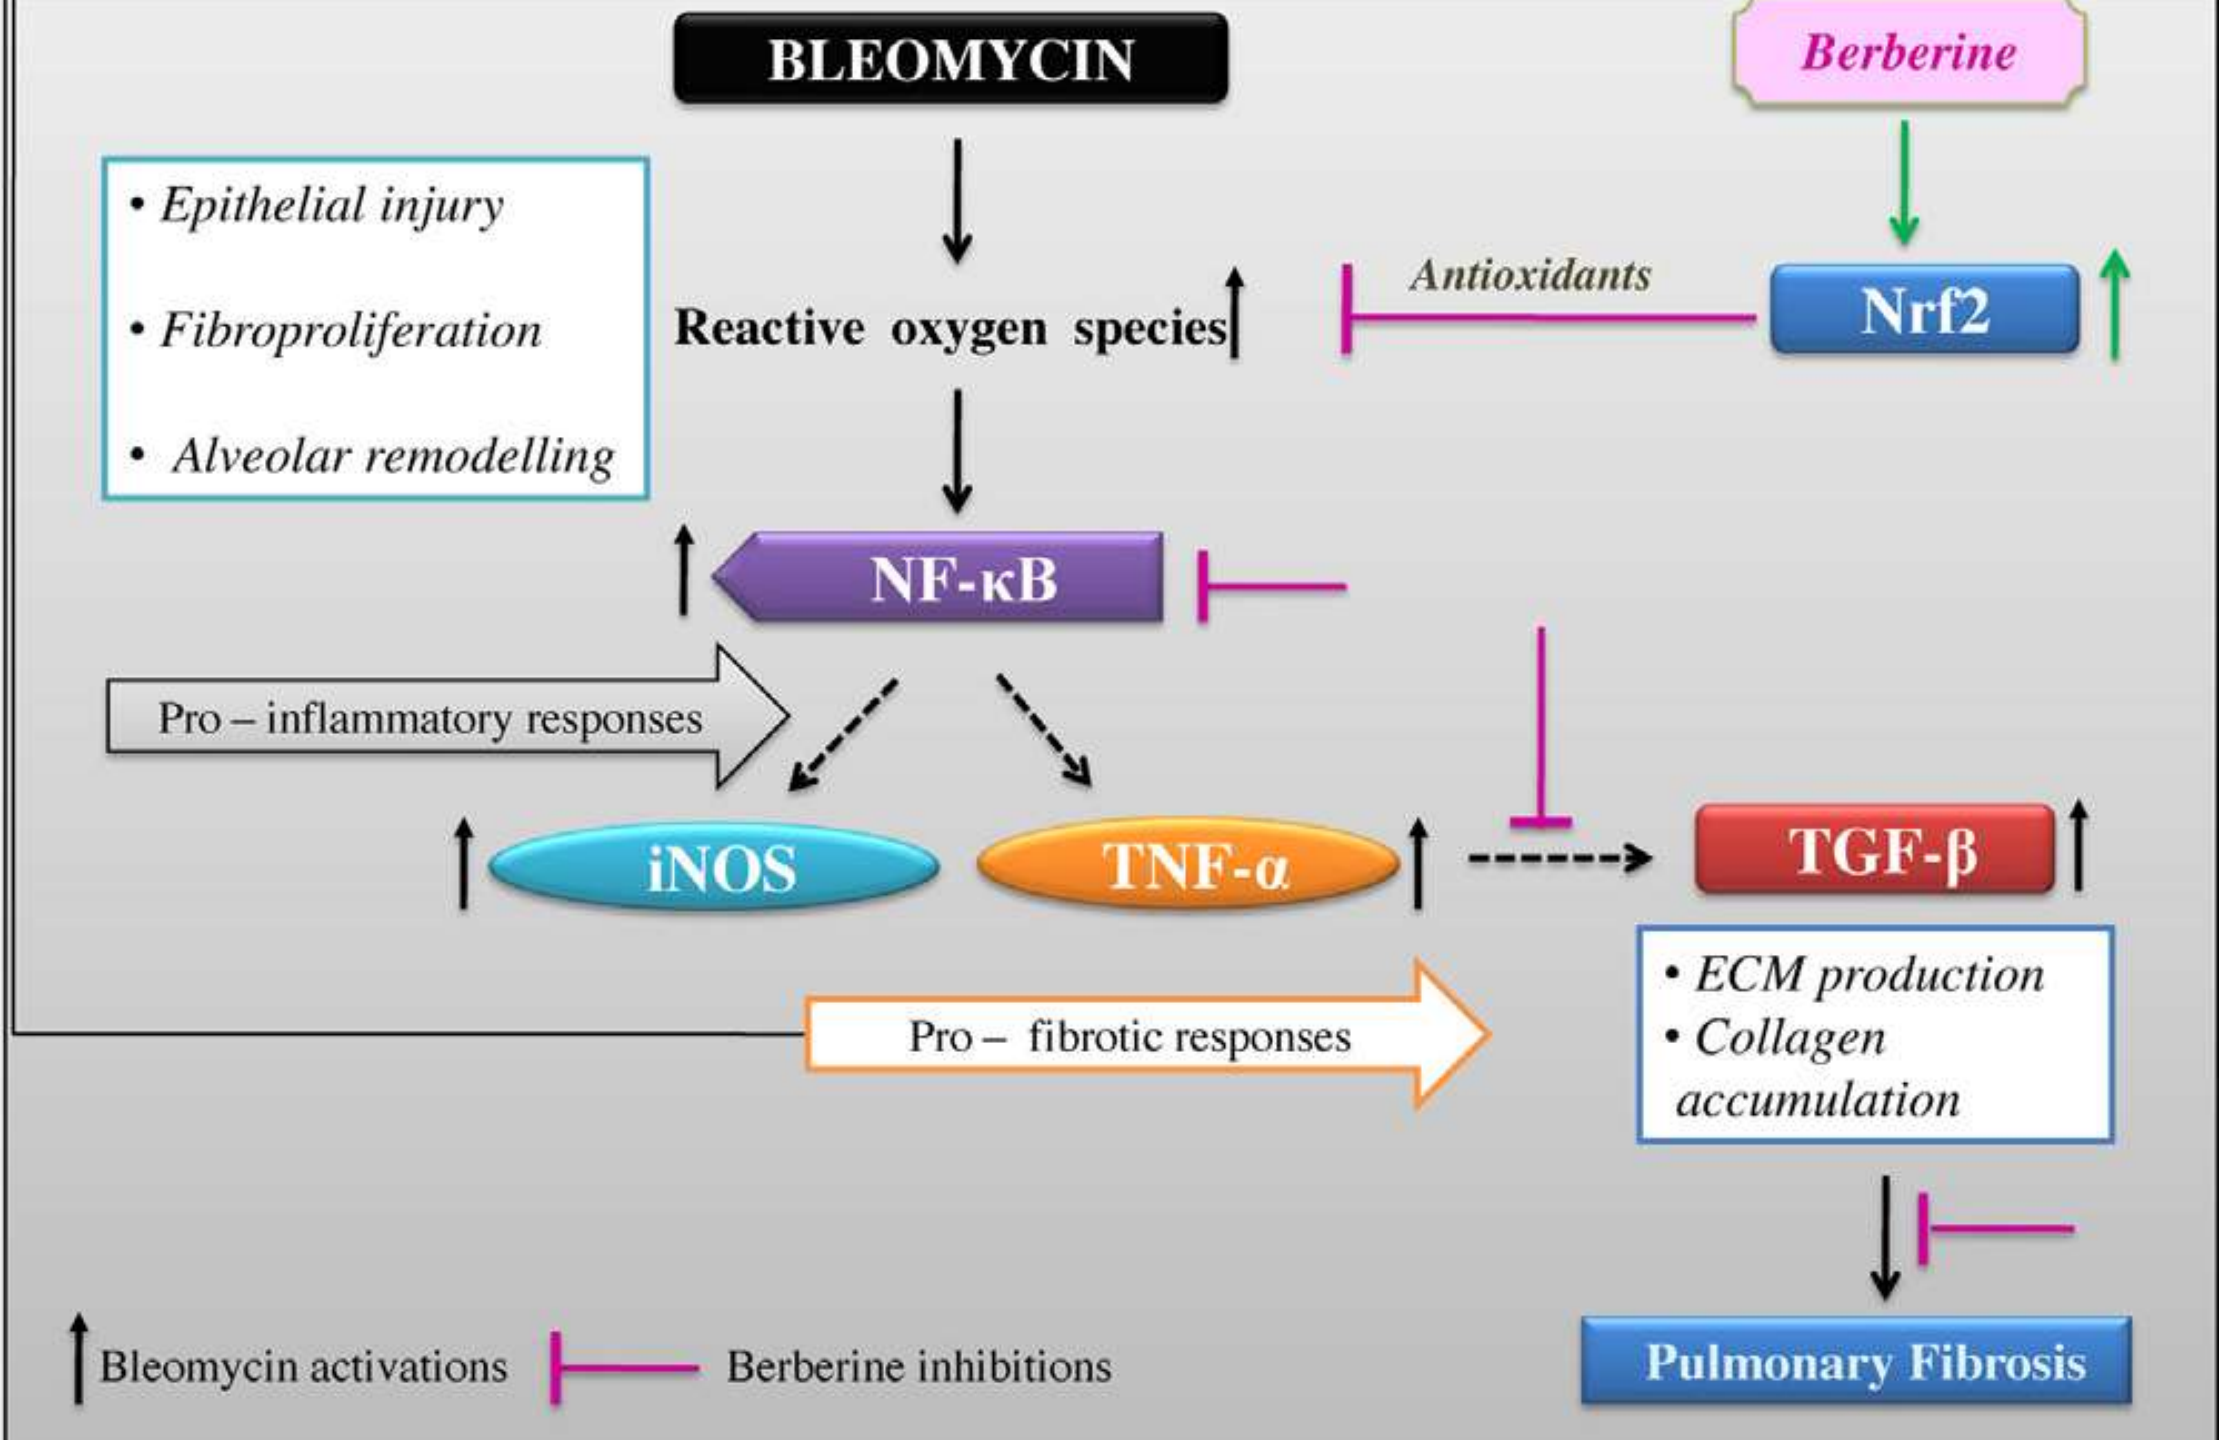 BLEOMYCIN
Berberine
• Epithelial injury
• Fibroproliferation
• Alveolar remodelling
Reactive oxygen species
Antioxidants
Nrf2
NF-κB
Pro – inflammatory responses
iNOS
TNF-α
TGF-β
• ECM production
• Collagen
accumulation
Pro – fibrotic responses
Bleomycin activations
Berberine inhibitions
Pulmonary Fibrosis